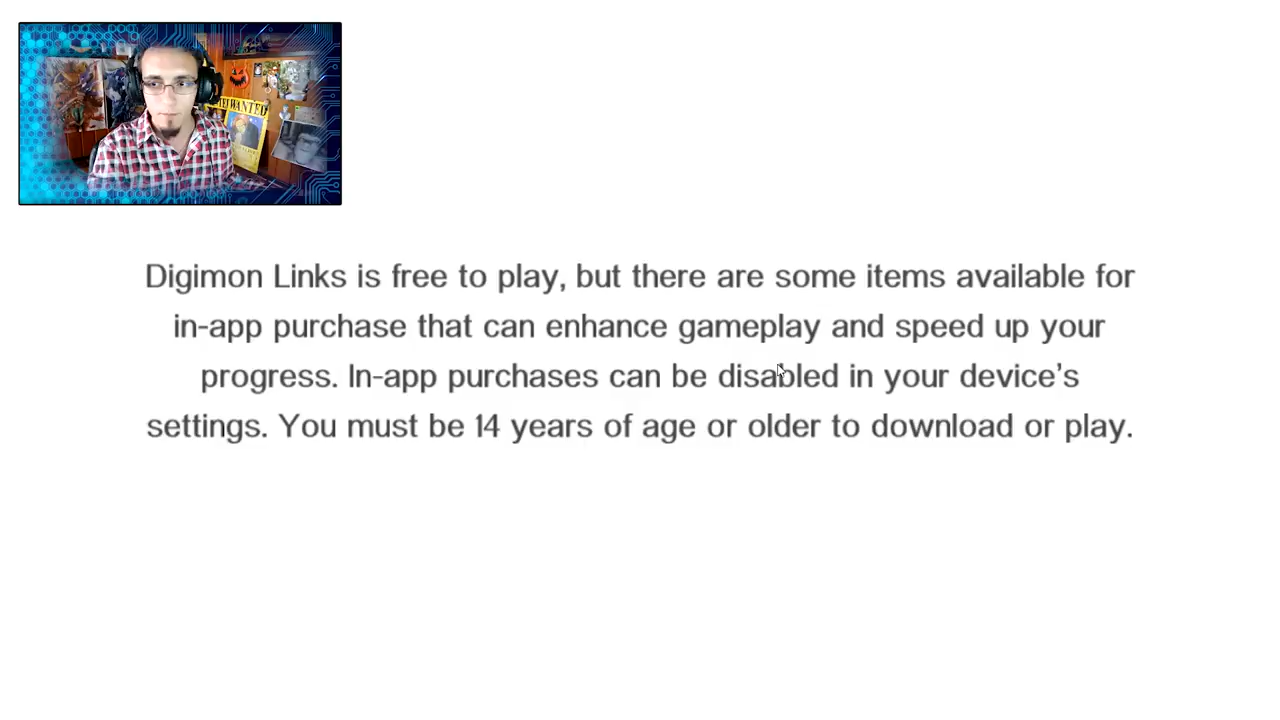 WANTED
Digimon Links is free to play, but there are some items available for
in-app purchase that can enhance gameplay and speed up your
progress. In-app purchases can be disabled in your device's
settings. You must be 14 years of age or older to download or play.